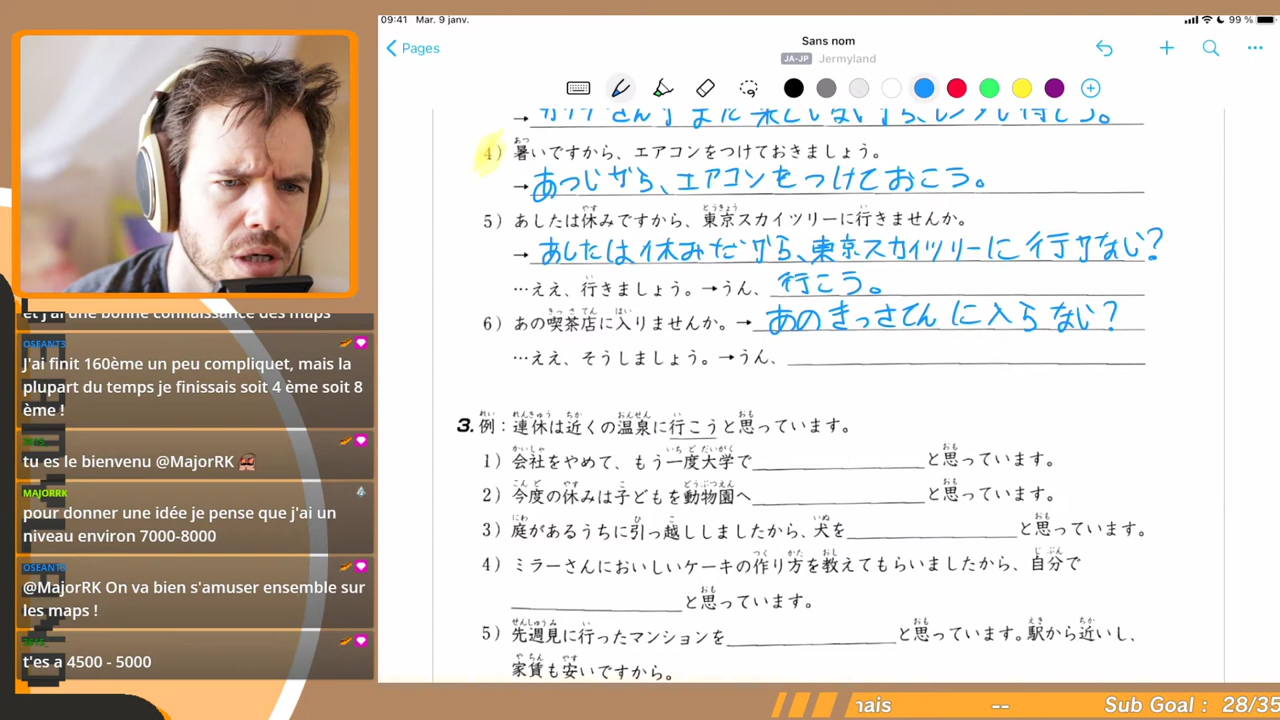 09:41 Mar. 9 janv.
99 %
Pages
Sans nom
JA-JP Jermyland
4) 暑いですから、エアコンをつけておきましょう。
→ あついから、エアコンをつけておこう。
5) あしたは休みですから、東京スカイツリーに行きませんか。
→ あしたは休みだから、東京スカイツリーに行かない?
…ええ、行きましょう。→うん、 行こう。
6) あの喫茶店に入りませんか。→ あのきっさてんに入らない?
…ええ、そうしましょう。→うん、
3. 例:連休は近くの温泉に行こうと思っています。
1) 会社をやめて、もう一度大学で と思っています。
2) 今度の休みは子どもを動物園へ と思っています。
3) 庭があるうちに引っ越ししましたから、犬を と思っています。
4) ミラーさんにおいしいケーキの作り方を教えてもらいましたから、自分で
と思っています。
5) 先週見に行ったマンションを と思っています。駅から近いし、
家賃も安いですから。
et j'ai une bonne connaissance des maps
OSEANT3
J'ai finit 160ème un peu compliquet, mais la
plupart du temps je finissais soit 4 ème soit 8
ème !
tu es le bienvenu @MajorRK
MAJORRK
pour donner une idée je pense que j'ai un
niveau environ 7000-8000
OSEANT3
@MajorRK On va bien s'amuser ensemble sur
les maps !
t'es a 4500 - 5000
-- Sub Goal : 28/35